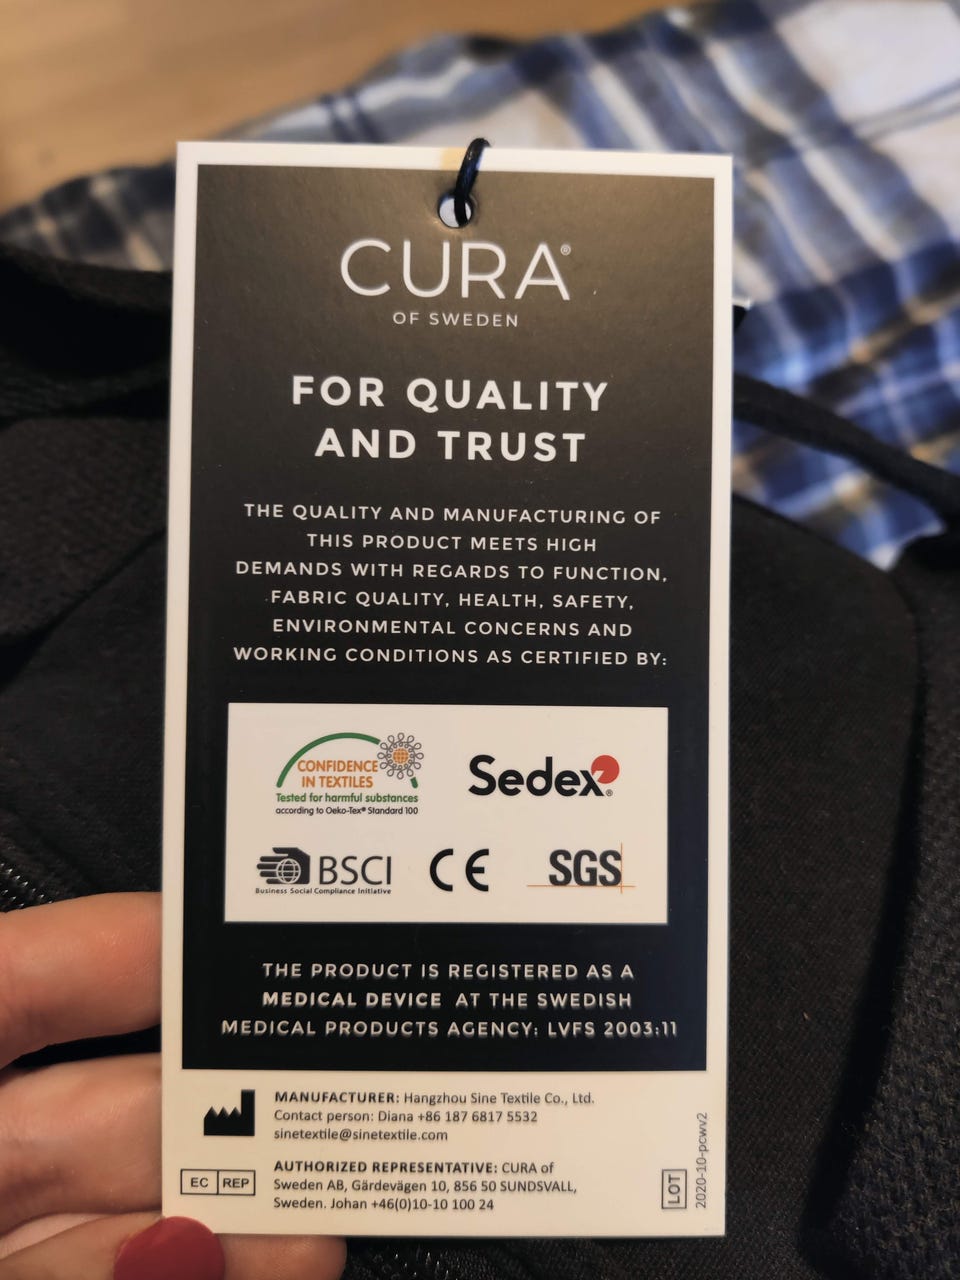 CURA®
OF SWEDEN
FOR QUALITY
AND TRUST
THE QUALITY AND MANUFACTURING OF
THIS PRODUCT MEETS HIGH
DEMANDS WITH REGARDS TO FUNCTION,
FABRIC QUALITY, HEALTH, SAFETY,
ENVIRONMENTAL CONCERNS AND
WORKING CONDITIONS AS CERTIFIED BY:
CONFIDENCE
IN TEXTILES
Tested for harmful substances
according to Oeko-Tex® Standard 100
Sedex®
BSCI
Business Social Compliance Initiative
CE
SGS
THE PRODUCT IS REGISTERED AS A
MEDICAL DEVICE AT THE SWEDISH
MEDICAL PRODUCTS AGENCY: LVFS 2003:11
MANUFACTURER: Hangzhou Sine Textile Co., Ltd.
Contact person: Diana +86 187 6817 5532
sinetextile@sinetextile.com
EC REP
AUTHORIZED REPRESENTATIVE: CURA of
Sweden AB, Gärdevägen 10, 856 50 SUNDSVALL,
Sweden. Johan +46(0)10-10 100 24
LOT
2020-10-pcwv2